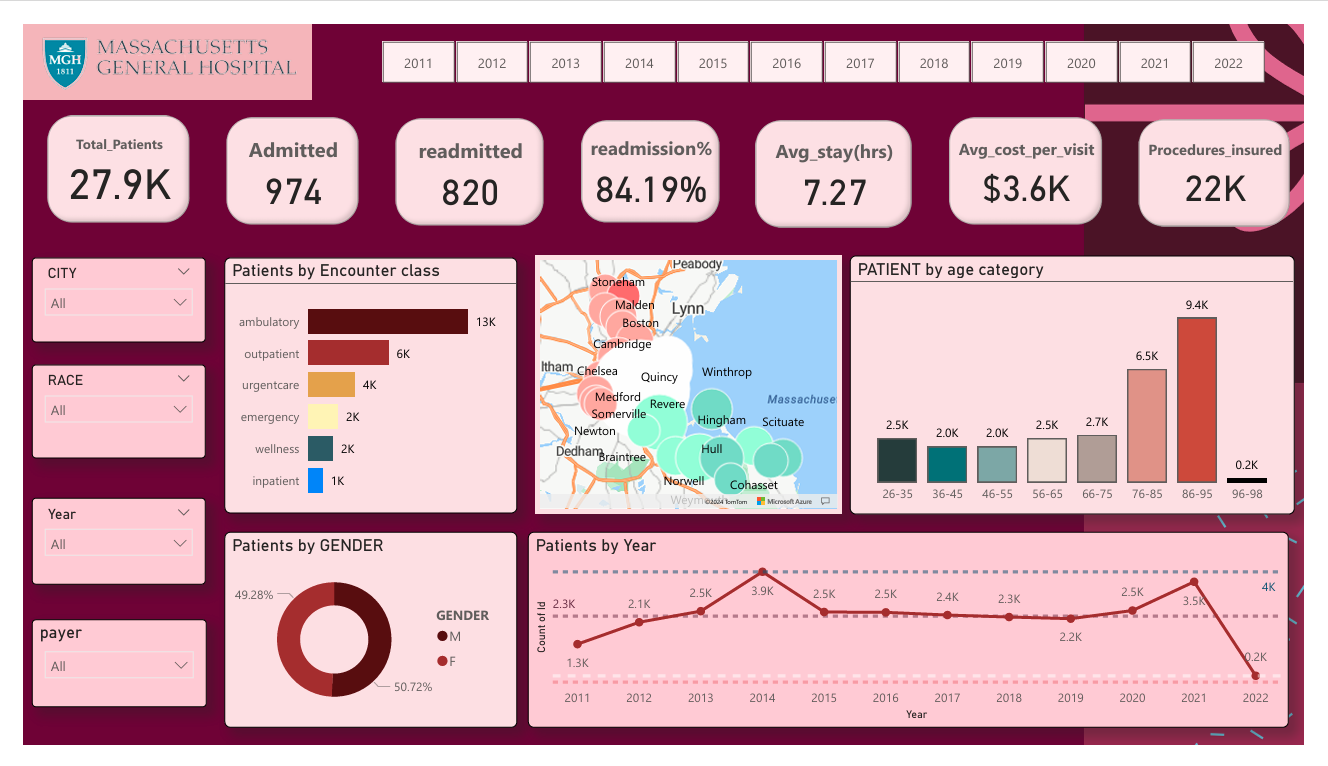 MASSACHUSETTS
GENERAL HOSPITAL
MGH
1811
2011 2012 2013 2014 2015 2016 2017 2018 2019 2020 2021 2022
Total_Patients
27.9K
Admitted
974
readmitted
820
readmission%
84.19%
Avg_stay(hrs)
7.27
Avg_cost_per_visit
$3.6K
Procedures_insured
22K
CITY
All
RACE
All
Year
All
payer
All
Patients by Encounter class
ambulatory 13K
outpatient 6K
urgentcare 4K
emergency 2K
wellness 2K
inpatient 1K
Peabody
Stoneham
Malden
Lynn
Boston
Cambridge
ltham
Chelsea
Quincy
Winthrop
Medford
Revere
Massachuse
Somerville
Hingham
Scituate
Newton
Dedham
Braintree
Hull
Norwell
Cohasset
Weym
©2024 TomTom
Microsoft Azure
PATIENT by age category
2.5K 2.0K 2.0K 2.5K 2.7K 6.5K 9.4K 0.2K
26-35 36-45 46-55 56-65 66-75 76-85 86-95 96-98
Patients by GENDER
49.28%
50.72%
GENDER
M
F
Patients by Year
Count of Id
4K
2.3K
1.3K 2.1K 2.5K 3.9K 2.5K 2.5K 2.4K 2.3K 2.2K 2.5K 3.5K 0.2K
2011 2012 2013 2014 2015 2016 2017 2018 2019 2020 2021 2022
Year